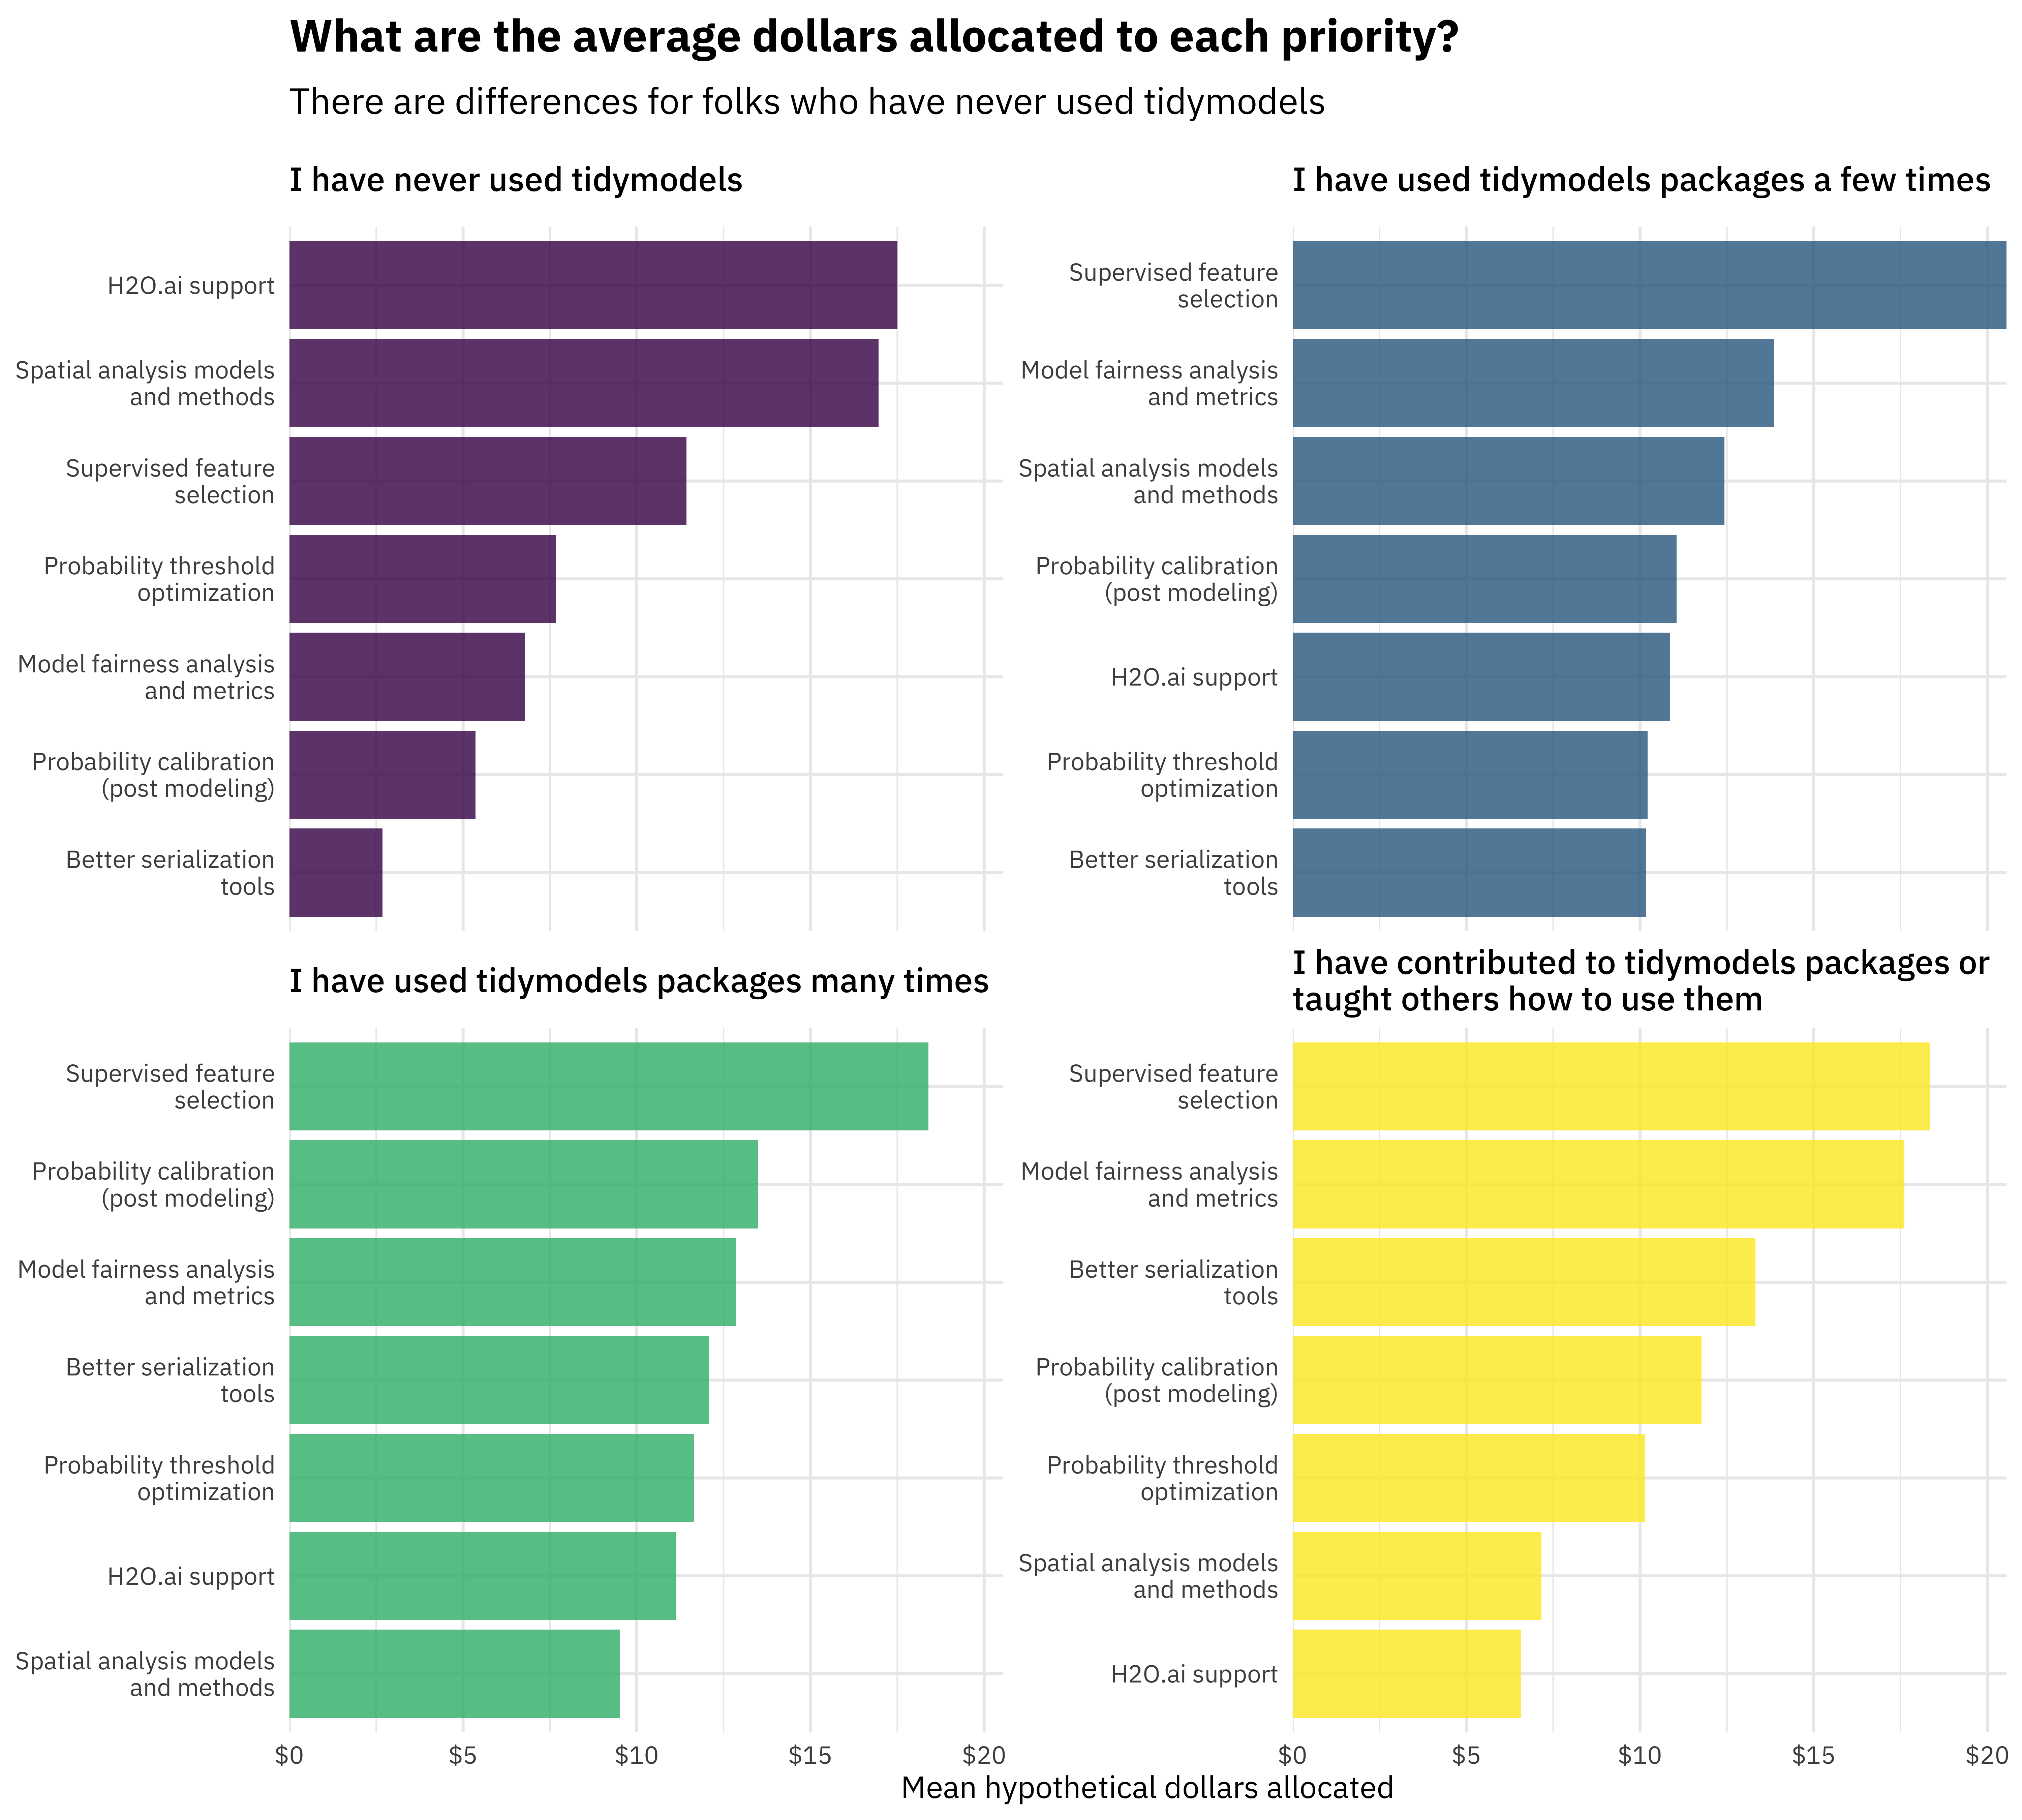 What are the average dollars allocated to each priority?
There are differences for folks who have never used tidymodels
I have never used tidymodels
H2O.ai support
Spatial analysis models
and methods
Supervised feature
selection
Probability threshold
optimization
Model fairness analysis
and metrics
Probability calibration
(post modeling)
Better serialization
tools
I have used tidymodels packages a few times
Supervised feature
selection
Model fairness analysis
and metrics
Spatial analysis models
and methods
Probability calibration
(post modeling)
H2O.ai support
Probability threshold
optimization
Better serialization
tools
I have used tidymodels packages many times
Supervised feature
selection
Probability calibration
(post modeling)
Model fairness analysis
and metrics
Better serialization
tools
Probability threshold
optimization
H2O.ai support
Spatial analysis models
and methods
$0 $5 $10 $15 $20
I have contributed to tidymodels packages or
taught others how to use them
Supervised feature
selection
Model fairness analysis
and metrics
Better serialization
tools
Probability calibration
(post modeling)
Probability threshold
optimization
Spatial analysis models
and methods
H2O.ai support
$0 $5 $10 $15 $20
Mean hypothetical dollars allocated